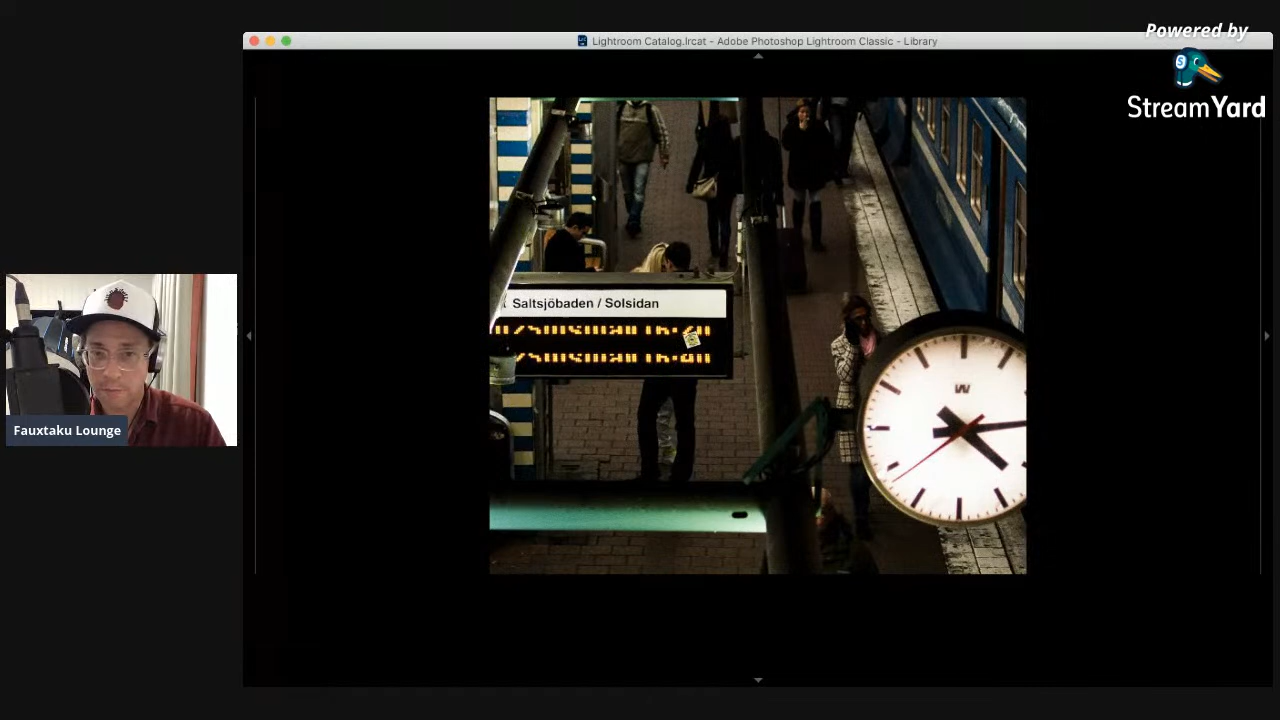 Lightroom Catalog.lrcat - Adobe Photoshop Lightroom Classic - Library
Powered by
StreamYard
Saltsjöbaden / Solsidan
Fauxtaku Lounge